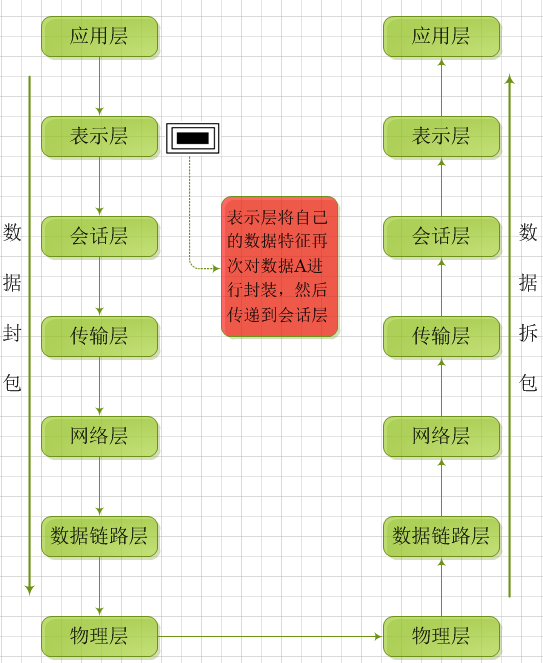 应用层
表示层
会话层
传输层
网络层
数据链路层
物理层
数
据
封
包
表示层将自己
的数据特征再
次对数据A进
行封装，然后
传递到会话层
应用层
表示层
会话层
传输层
网络层
数据链路层
物理层
数
据
拆
包